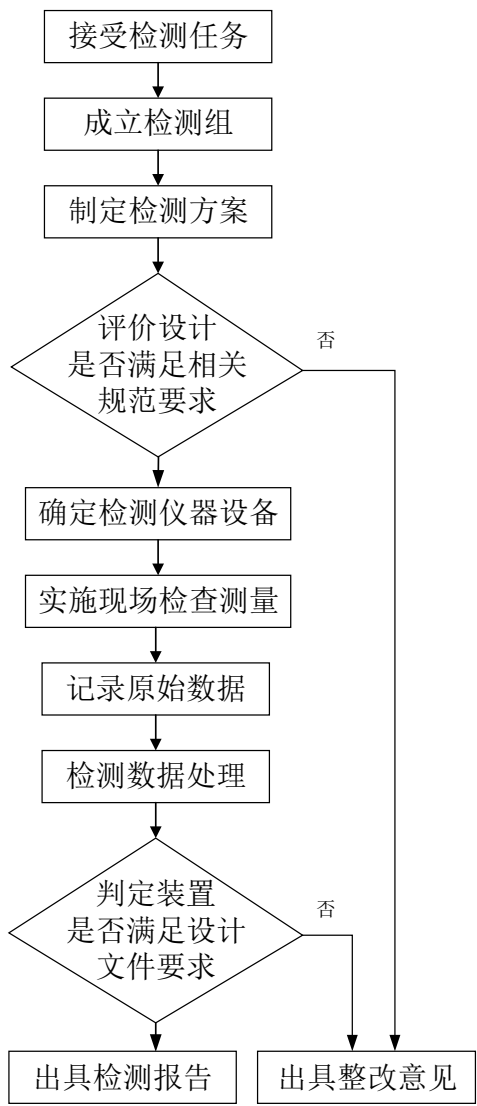 接受检测任务
成立检测组
制定检测方案
评价设计
是否满足相关
规范要求
否
确定检测仪器设备
实施现场检查测量
记录原始数据
检测数据处理
判定装置
是否满足设计
文件要求
否
出具检测报告
出具整改意见